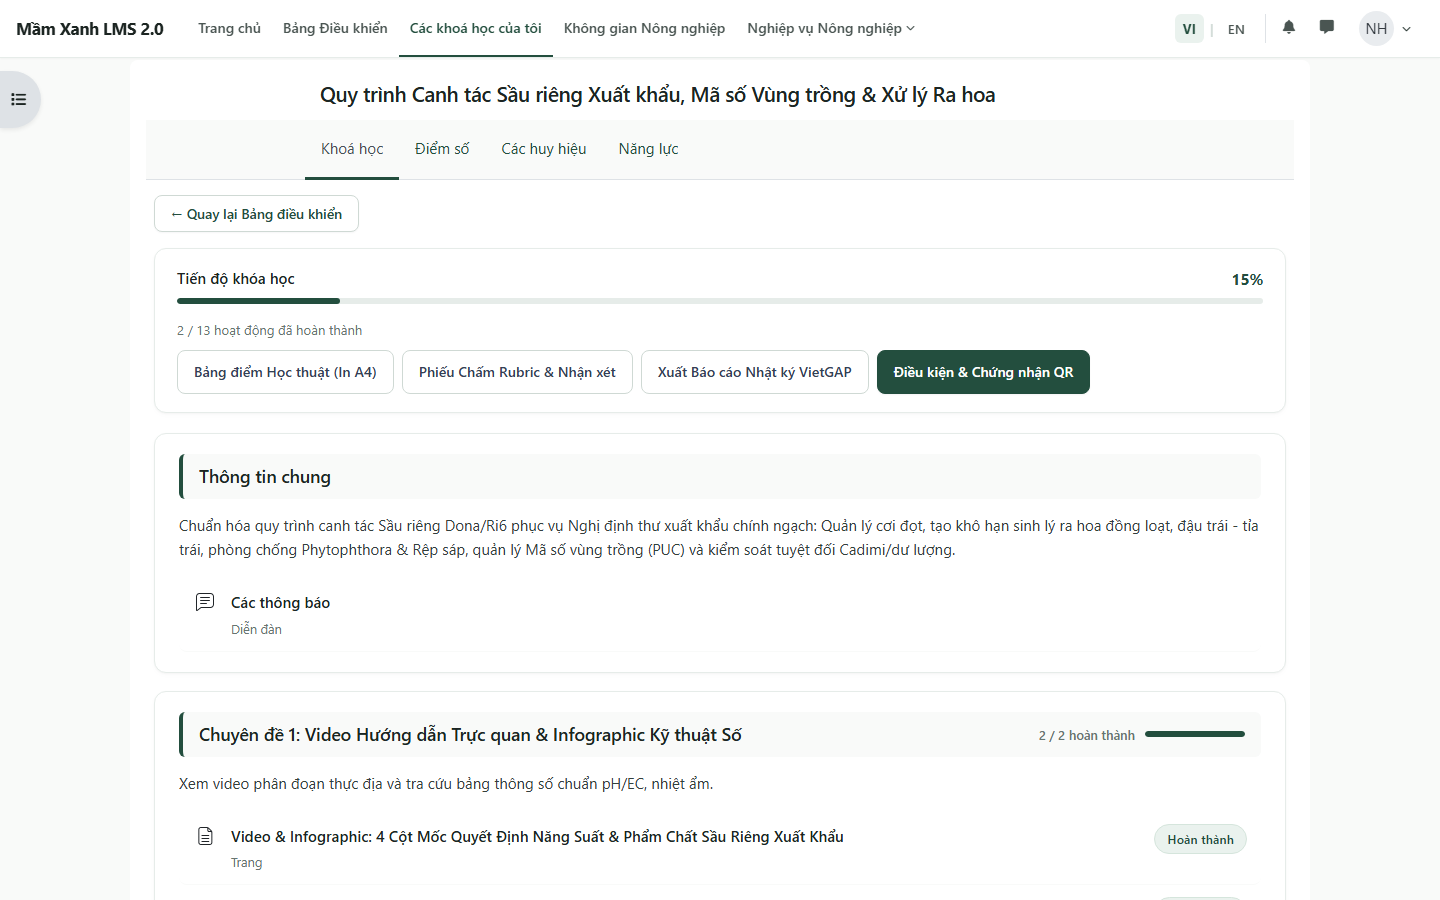 Mầm Xanh LMS 2.0
Trang chủ
Bảng Điều khiển
Các khoá học của tôi
Không gian Nông nghiệp
Nghiệp vụ Nông nghiệp
VI | EN
NH
Quy trình Canh tác Sầu riêng Xuất khẩu, Mã số Vùng trồng & Xử lý Ra hoa
Khoá học
Điểm số
Các huy hiệu
Năng lực
← Quay lại Bảng điều khiển
Tiến độ khóa học
15%
2 / 13 hoạt động đã hoàn thành
Bảng điểm Học thuật (In A4)
Phiếu Chấm Rubric & Nhận xét
Xuất Báo cáo Nhật ký VietGAP
Điều kiện & Chứng nhận QR
Thông tin chung
Chuẩn hóa quy trình canh tác Sầu riêng Dona/Ri6 phục vụ Nghị định thư xuất khẩu chính ngạch: Quản lý cơi đọt, tạo khô hạn sinh lý ra hoa đồng loạt, đậu trái - tỉa
trái, phòng chống Phytophthora & Rệp sáp, quản lý Mã số vùng trồng (PUC) và kiểm soát tuyệt đối Cadimi/dư lượng.
Các thông báo
Diễn đàn
Chuyên đề 1: Video Hướng dẫn Trực quan & Infographic Kỹ thuật Số
2 / 2 hoàn thành
Xem video phân đoạn thực địa và tra cứu bảng thông số chuẩn pH/EC, nhiệt ẩm.
Video & Infographic: 4 Cột Mốc Quyết Định Năng Suất & Phẩm Chất Sầu Riêng Xuất Khẩu
Hoàn thành
Trang